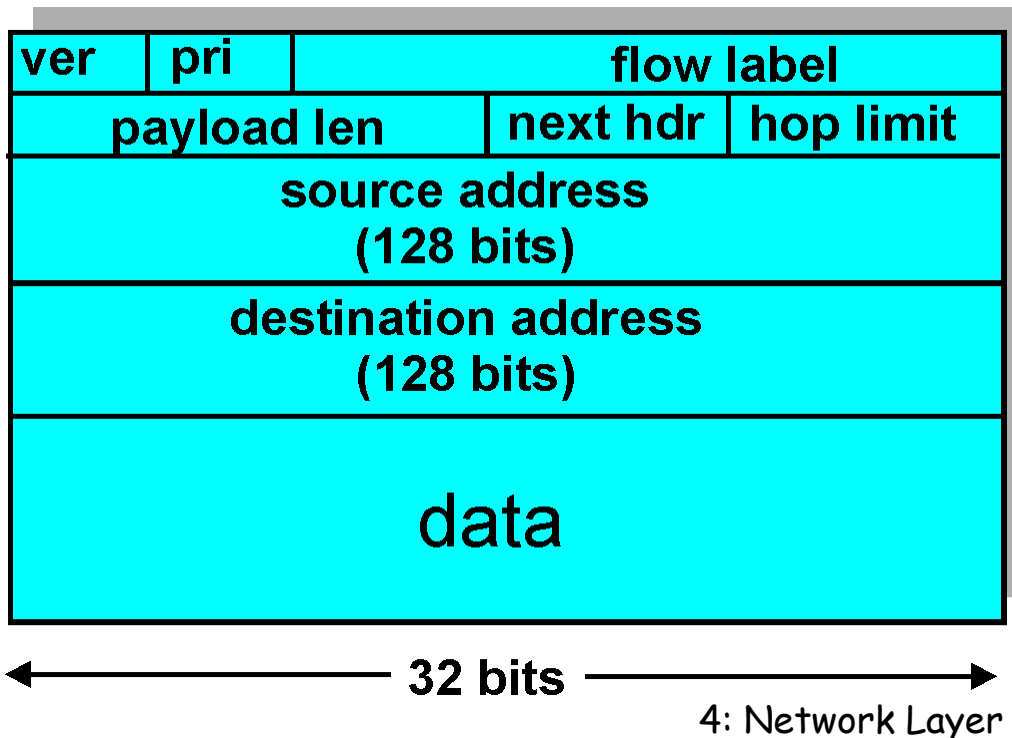 ver pri flow label
payload len next hdr hop limit
source address
(128 bits)
destination address
(128 bits)
data
32 bits
4: Network Layer